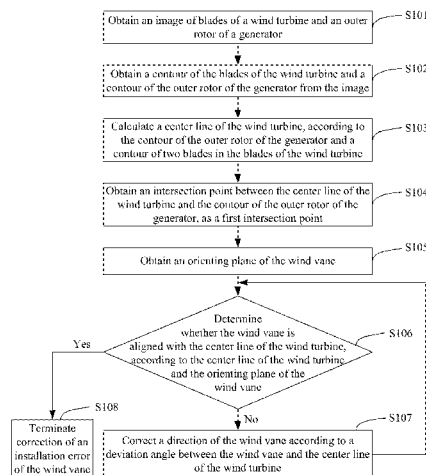 S101
Obtain an image of blades of a wind turbine and an outer
rotor of a generator
S102
Obtain a contour of the blades of the wind turbine and a
contour of the outer rotor of the generator from the image
S103
Calculate a center line of the wind turbine, according to
the contour of the outer rotor of the generator and a
contour of two blades in the blades of the wind turbine
S104
Obtain an intersection point between the center line of the
wind turbine and the contour of the outer rotor of the
generator, as a first intersection point
S105
Obtain an orienting plane of the wind vane
Determine
whether the wind vane is
aligned with the center line of the wind turbine,
according to the center line of the wind turbine
and the orienting plane of the
wind vane
S106
Yes
No
S108
Terminate
correction of an
installation error
of the wind vane
S107
Correct a direction of the wind vane according to a
deviation angle between the wind vane and the center line
of the wind turbine